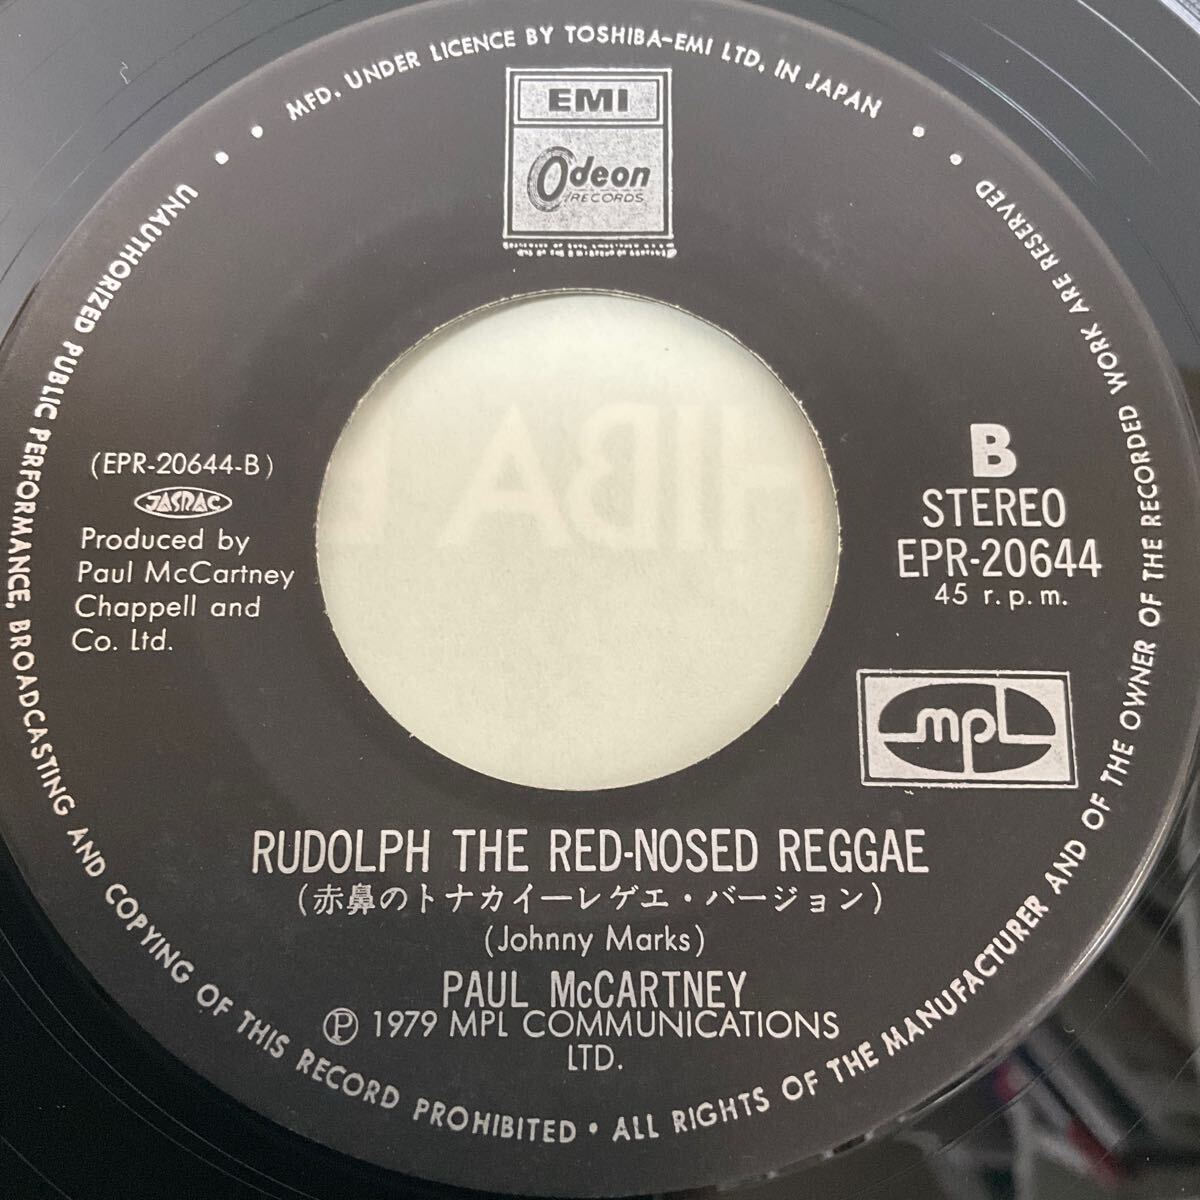 MFD. UNDER LICENCE BY TOSHIBA-EMI LTD. IN JAPAN
EMI
Odeon
RECORDS
(EPR-20644-B)
JASRAC
Produced by
Paul McCartney
Chappell and
Co. Ltd.
B
STEREO
EPR-20644
45 r.p.m.
mpl
RUDOLPH THE RED-NOSED REGGAE
(赤鼻のトナカイーレゲエ・バージョン)
(Johnny Marks)
PAUL McCARTNEY
Ⓟ 1979 MPL COMMUNICATIONS
LTD.
UNAUTHORIZED PUBLIC PERFORMANCE, BROADCASTING AND COPYING OF THIS RECORD PROHIBITED • ALL RIGHTS OF THE MANUFACTURER AND OF THE OWNER OF THE RECORDED WORK ARE RESERVED